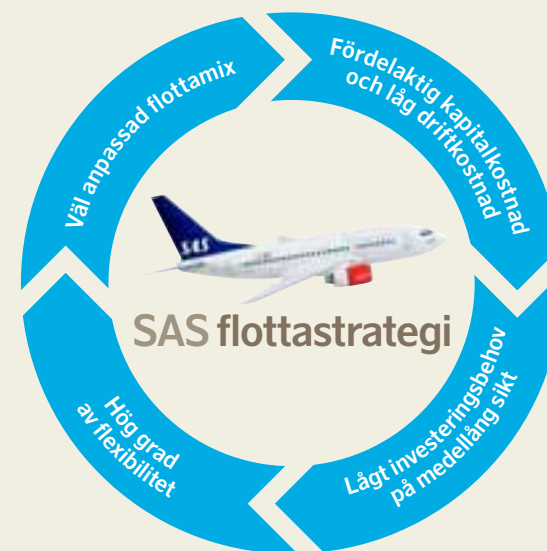 Väl anpassad flottamix
Fördelaktig kapitalkostnad
och låg driftkostnad
SAS
SAS flottastrategi
Hög grad
av flexibilitet
Lågt investeringsbehov
på medellång sikt